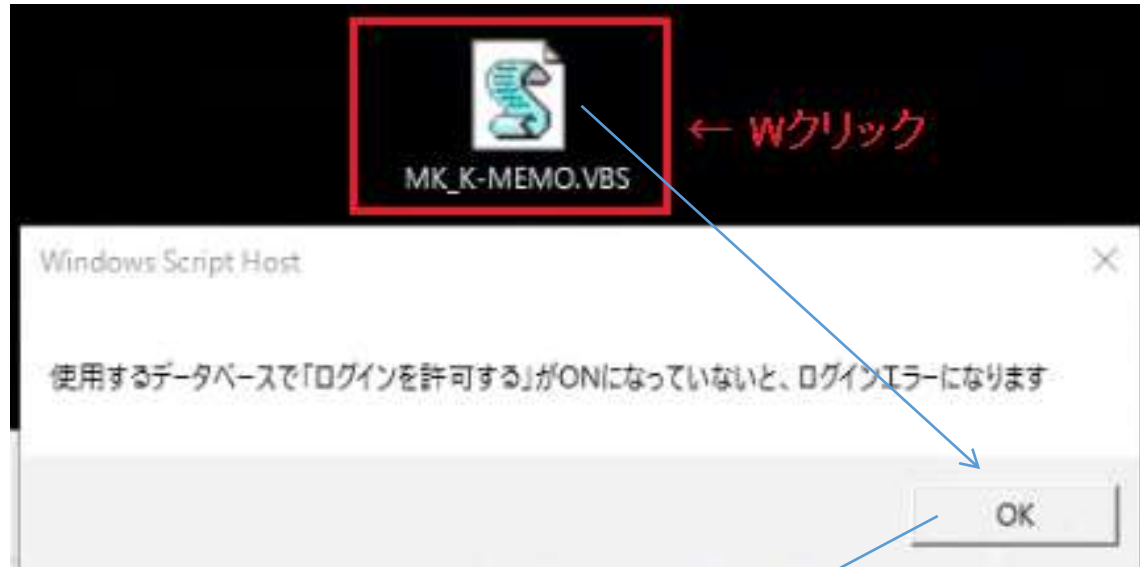 ← Wクリック
MK_K-MEMO.VBS
Windows Script Host
使用するデータベースで「ログインを許可する」がONになっていないと、ログインエラーになります
OK